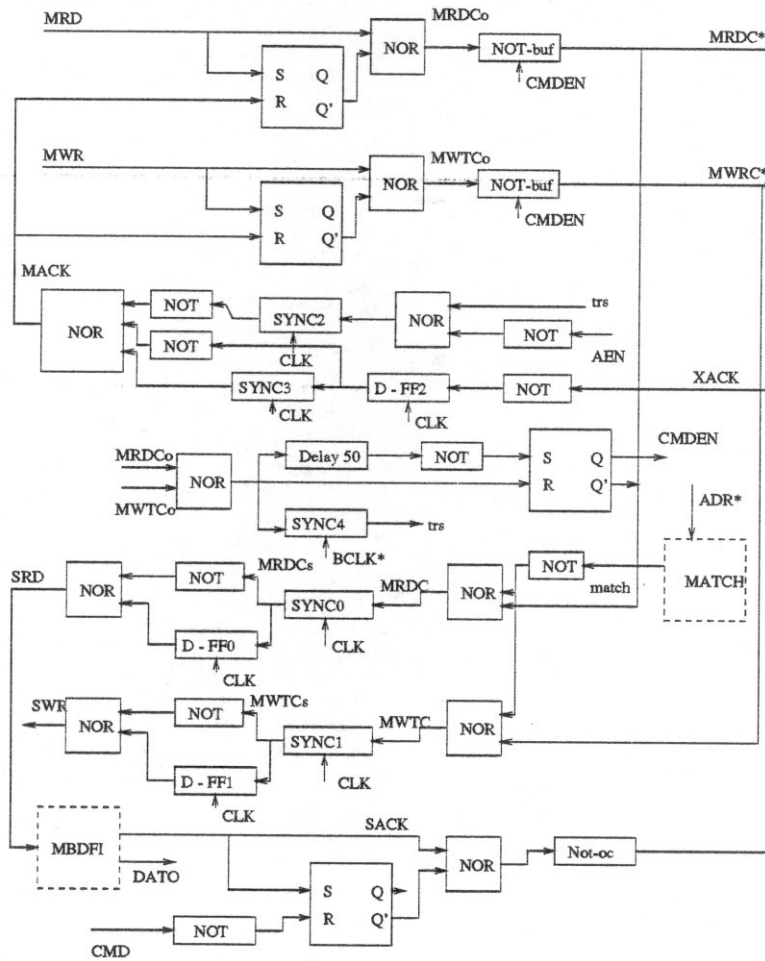 MRD
MRDCo
MRDC*
NOR
NOT-buf
S Q
R Q'
CMDEN
MWR
MWTCo
MWRC*
NOR
NOT-buf
S Q
R Q'
CMDEN
MACK
NOT
NOR
SYNC2
NOR
trs
NOT
NOT
CLK
AEN
XACK
SYNC3
D - FF2
NOT
CLK
CLK
MRDCo
Delay 50
NOT
S Q
CMDEN
NOR
R Q'
MWTCo
SYNC4
trs
ADR*
BCLK*
MRDCs
SRD
NOR
NOT
MRDC
NOR
NOT
match
MATCH
SYNC0
D - FF0
CLK
CLK
SWR
MWTCs
NOR
NOT
MWTC
NOR
SYNC1
D - FF1
CLK
CLK
SACK
MBDFI
NOR
Not-oc
DATO
S Q
R Q'
NOT
CMD